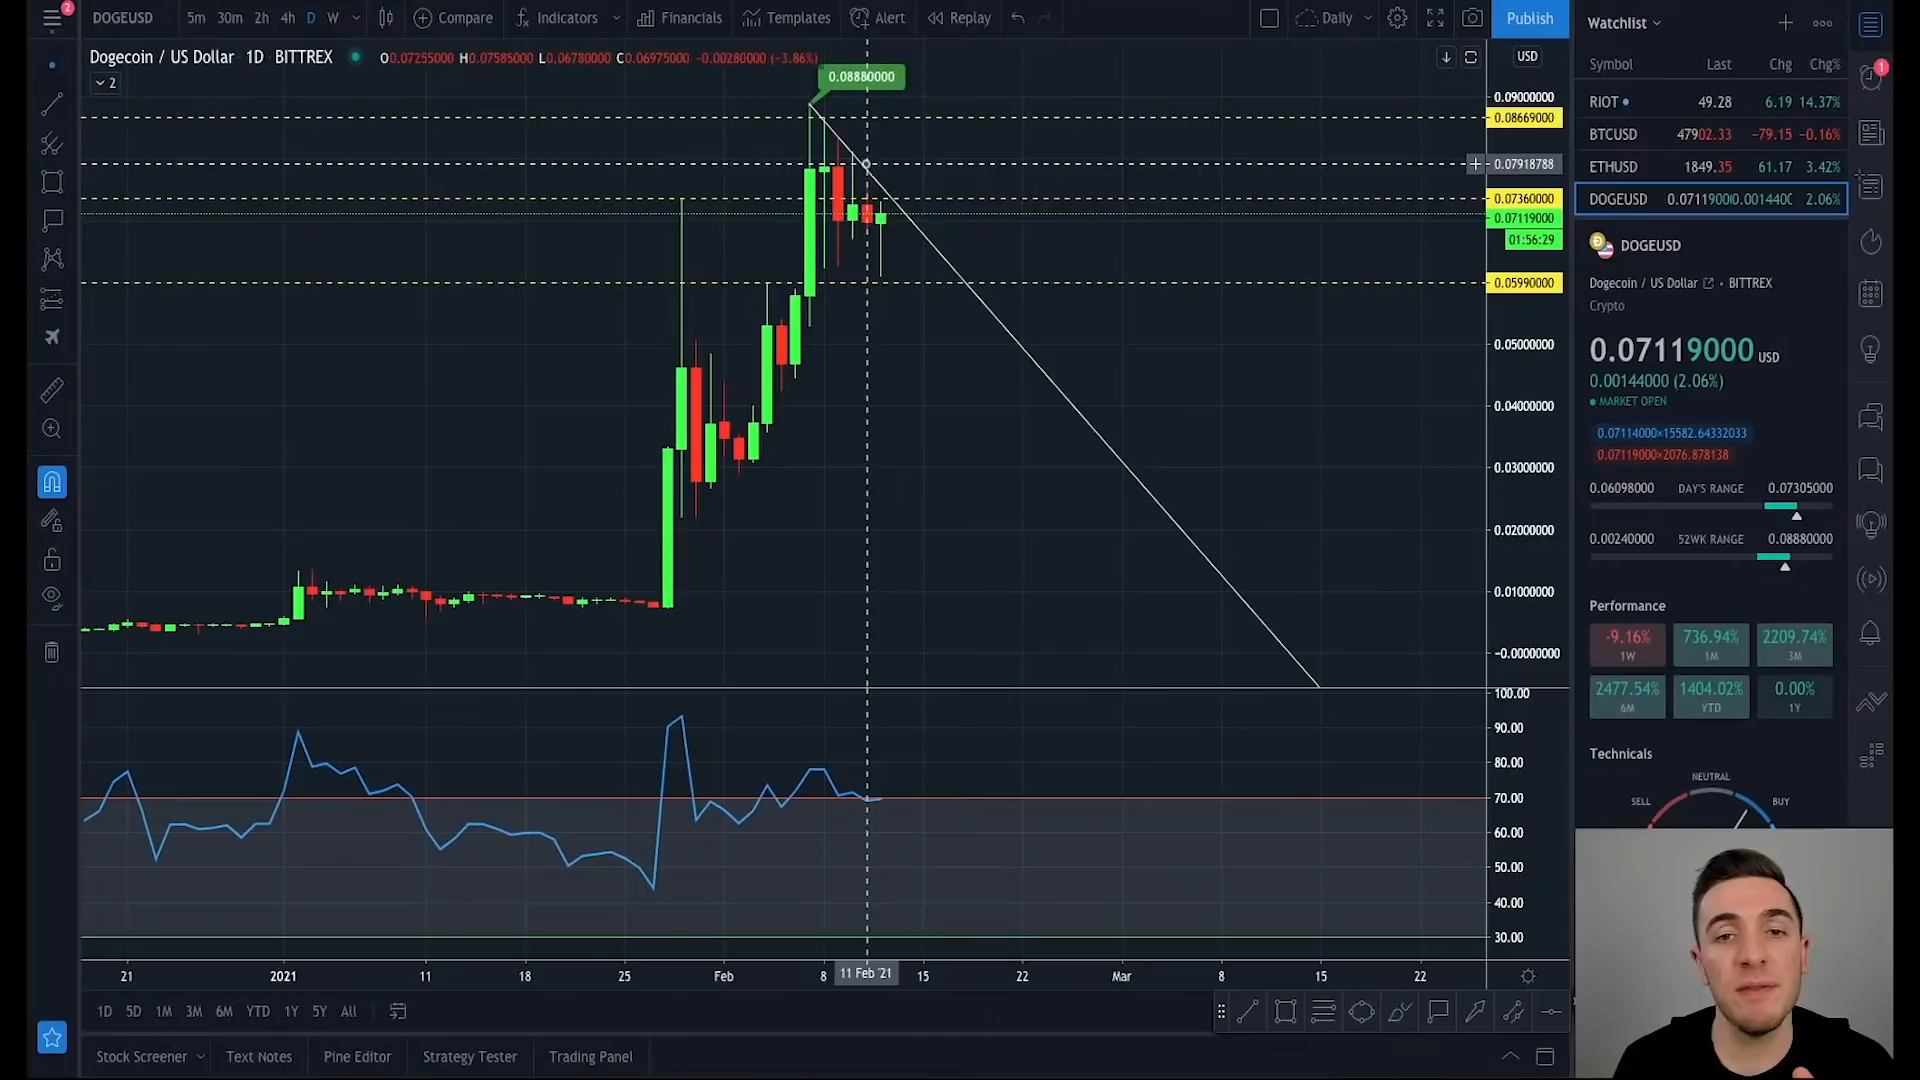 2
DOGEUSD 5m 30m 2h 4h D W Compare Indicators Financials Templates Alert Replay Daily Publish
Dogecoin / US Dollar 1D BITTREX O0.07255000 H0.07585000 L0.06780000 C0.06975000 -0.00280000 (-3.86%)
2
0.08880000
USD
0.09000000
0.08669000
0.07918788
0.07360000
0.07119000
01:56:29
0.05990000
0.05000000
0.04000000
0.03000000
0.02000000
0.01000000
-0.00000000
100.00
90.00
80.00
70.00
60.00
50.00
40.00
30.00
21 2021 11 18 25 Feb 8 11 Feb '21 15 22 Mar 8 15 22
1D 5D 1M 3M 6M YTD 1Y 5Y All
Stock Screener Text Notes Pine Editor Strategy Tester Trading Panel
Watchlist
1
Symbol Last Chg Chg%
RIOT 49.28 6.19 14.37%
BTCUSD 47902.33 -79.15 -0.16%
ETHUSD 1849.35 61.17 3.42%
DOGEUSD 2.06%
DOGEUSD
Dogecoin / US Dollar • BITTREX
Crypto
0.07119000 USD
0.00144000 (2.06%)
MARKET OPEN
0.07114000×15582.64332033
0.07119000×2076.878138
0.06098000 DAY'S RANGE 0.07305000
0.00240000 52WK RANGE 0.08880000
Performance
-9.16% 736.94% 2209.74%
1W 1M 3M
2477.54% 1404.02% 0.00%
6M YTD 1Y
Technicals
NEUTRAL
SELL BUY